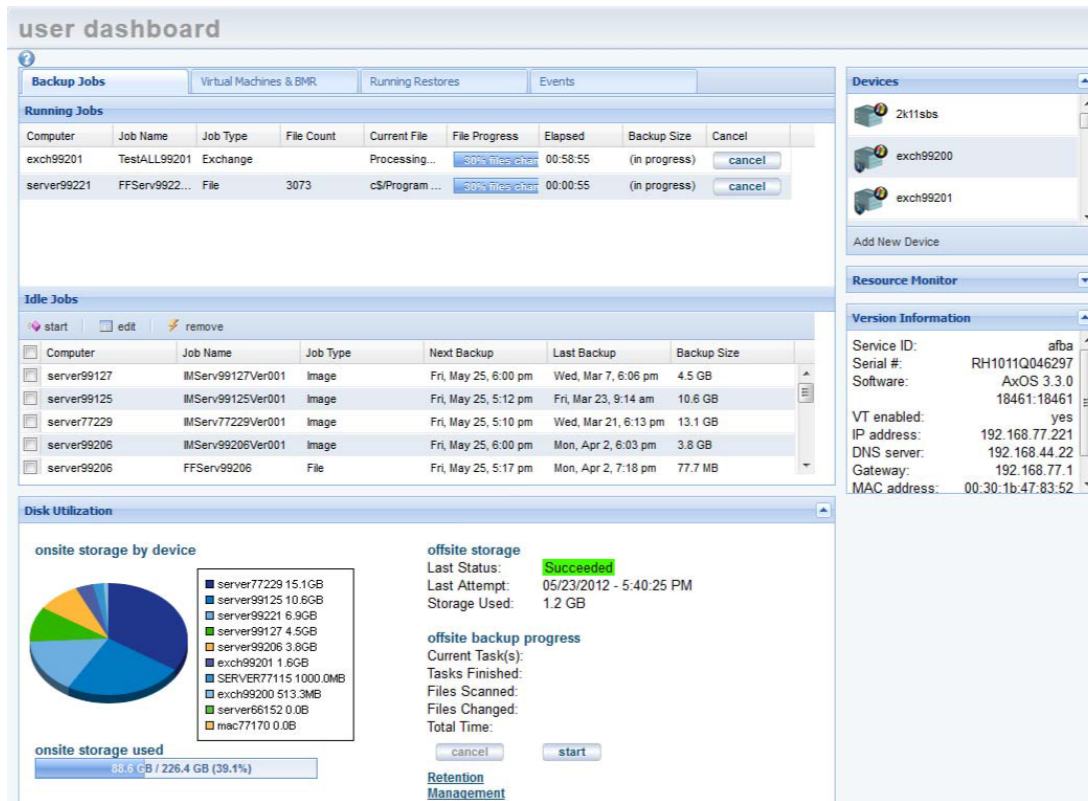 user dashboard
Backup Jobs Virtual Machines & BMR Running Restores Events
Running Jobs
Computer Job Name Job Type File Count Current File File Progress Elapsed Backup Size Cancel
exch99201 TestALL99201 Exchange Processing... 30% files chan 00:58:55 (in progress) cancel
server99221 FFServ9922... File 3073 c$/Program ... 30% files chan 00:00:55 (in progress) cancel
Idle Jobs
start edit remove
Computer Job Name Job Type Next Backup Last Backup Backup Size
server99127 IMServ99127Ver001 Image Fri, May 25, 6:00 pm Wed, Mar 7, 6:06 pm 4.5 GB
server99125 IMServ99125Ver001 Image Fri, May 25, 5:12 pm Fri, Mar 23, 9:14 am 10.6 GB
server77229 IMServ77229Ver001 Image Fri, May 25, 5:10 pm Wed, Mar 21, 6:13 pm 13.1 GB
server99206 IMServ99206Ver001 Image Fri, May 25, 6:00 pm Mon, Apr 2, 6:03 pm 3.8 GB
server99206 FFServ99206 File Fri, May 25, 5:17 pm Mon, Apr 2, 7:18 pm 77.7 MB
Disk Utilization
onsite storage by device
server77229 15.1GB
server99125 10.6GB
server99221 6.9GB
server99127 4.5GB
server99206 3.8GB
exch99201 1.6GB
SERVER77115 1000.0MB
exch99200 513.3MB
server66152 0.0B
mac77170 0.0B
onsite storage used
88.6 GB / 226.4 GB (39.1%)
offsite storage
Last Status: Succeeded
Last Attempt: 05/23/2012 - 5:40:25 PM
Storage Used: 1.2 GB
offsite backup progress
Current Task(s):
Tasks Finished:
Files Scanned:
Files Changed:
Total Time:
cancel start
Retention
Management
Devices
2k11sbs
exch99200
exch99201
Add New Device
Resource Monitor
Version Information
Service ID: afba
Serial #: RH1011Q046297
Software: AxOS 3.3.0
18461:18461
VT enabled: yes
IP address: 192.168.77.221
DNS server: 192.168.44.22
Gateway: 192.168.77.1
MAC address: 00:30:1b:47:83:52